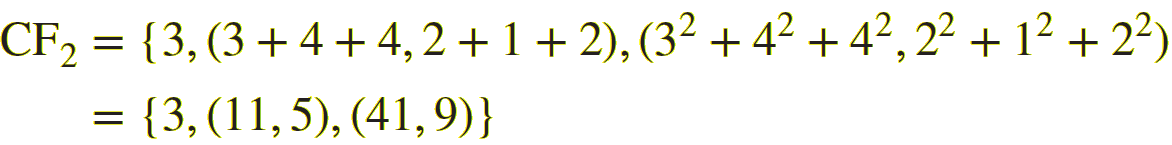 CF₂ = {3, (3 + 4 + 4, 2 + 1 + 2), (3² + 4² + 4², 2² + 1² + 2²)
= {3, (11, 5), (41, 9)}